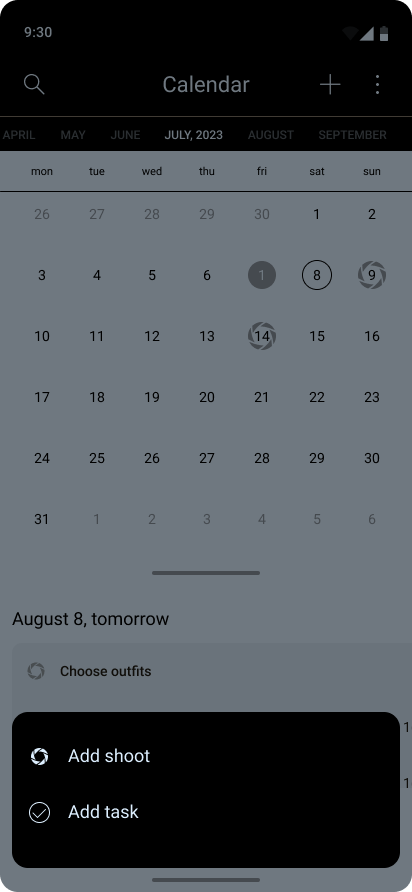 9:30
Calendar
APRIL MAY JUNE JULY, 2023 AUGUST SEPTEMBER
mon tue wed thu fri sat sun
26 27 28 29 30 1 2
3 4 5 6 1 8 9
10 11 12 13 14 15 16
17 18 19 20 21 22 23
24 25 26 27 28 29 30
31 1 2 3 4 5 6
August 8, tomorrow
Choose outfits
1
Add shoot
1
Add task